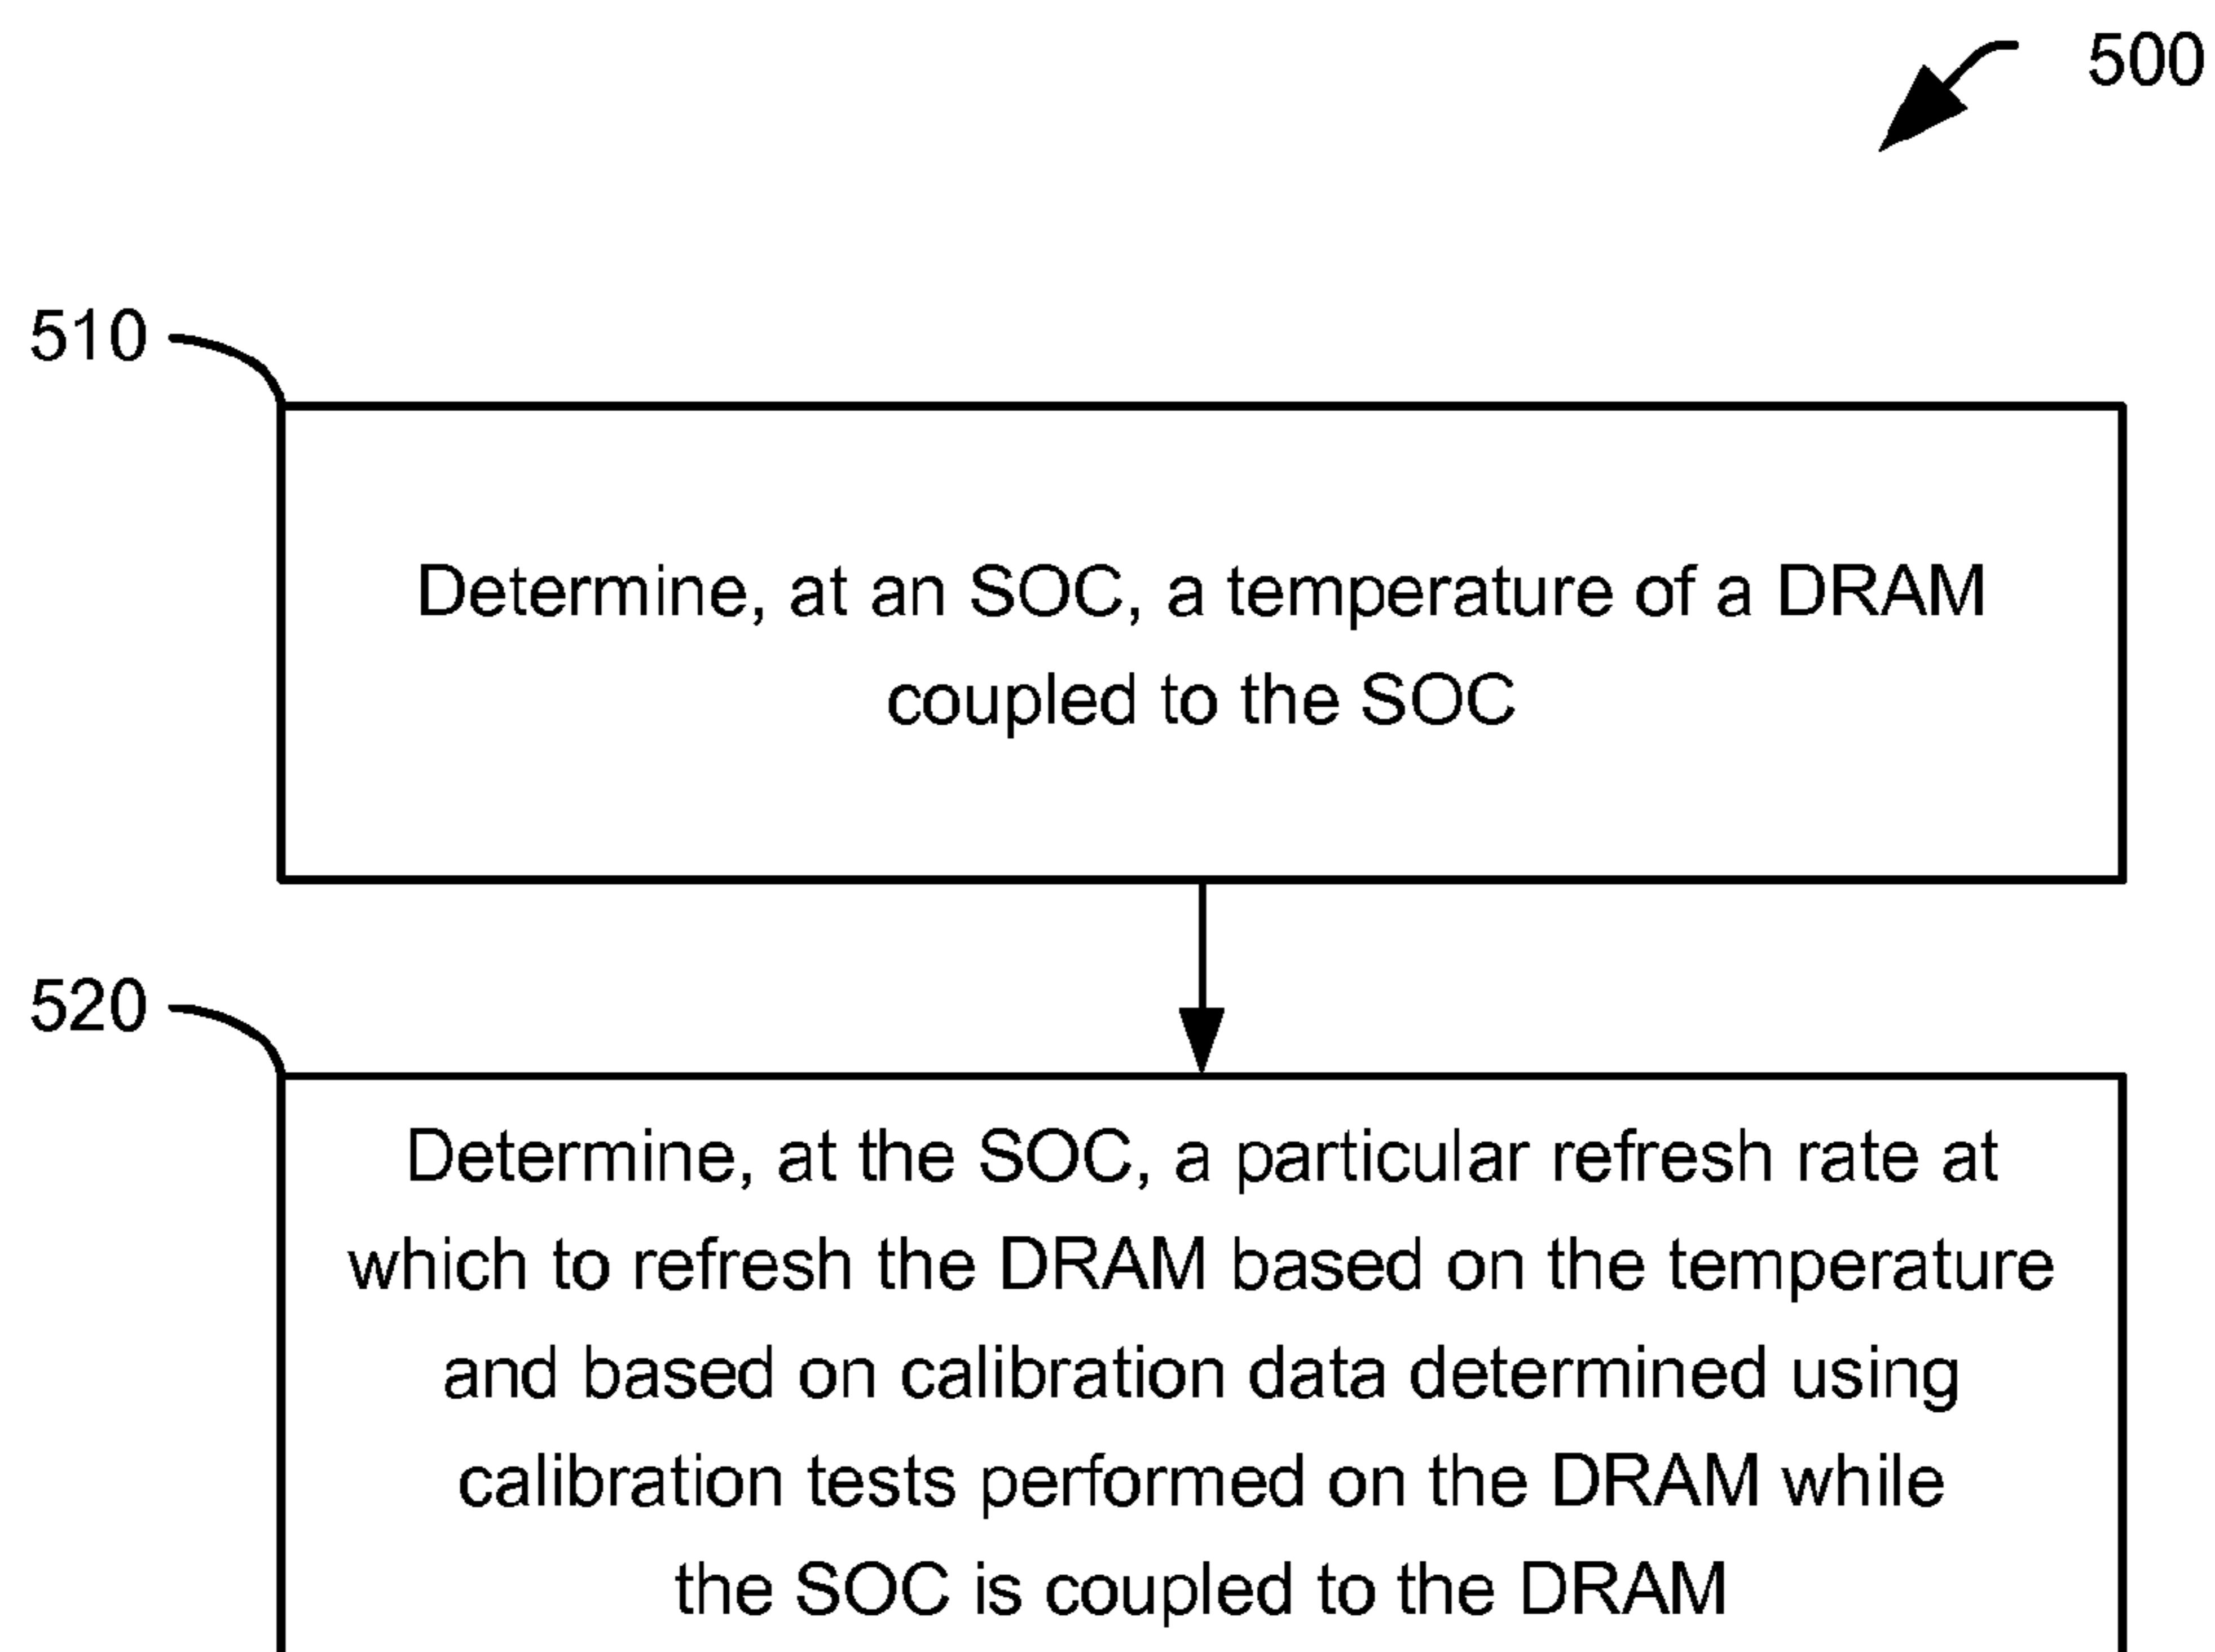 500
510
Determine, at an SOC, a temperature of a DRAM
coupled to the SOC
520
Determine, at the SOC, a particular refresh rate at
which to refresh the DRAM based on the temperature
and based on calibration data determined using
calibration tests performed on the DRAM while
the SOC is coupled to the DRAM